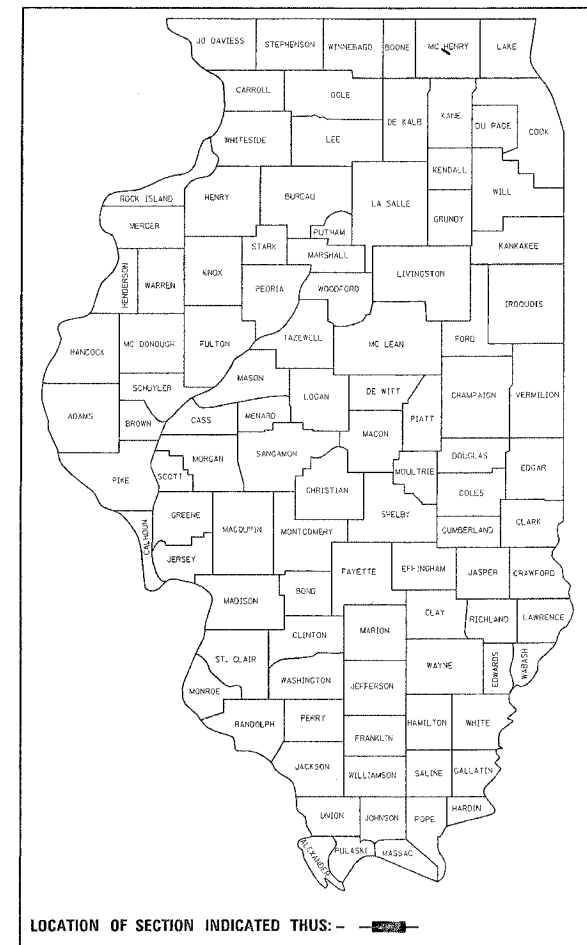 JO DAVIESS
STEPHENSON
WINNEBAGO
BOONE
MC HENRY
LAKE
CARROLL
OGLE
DE KALB
KANE
DU PAGE
COOK
WHITESIDE
LEE
KENDALL
WILL
ROCK ISLAND
HENRY
BUREAU
LA SALLE
GRUNDY
MERCER
PUTNAM
STARK
MARSHALL
KANKAKEE
HENDERSON
WARREN
KNOX
PEORIA
WOODFORD
LIVINGSTON
IROQUOIS
HANCOCK
MC DONOUGH
FULTON
TAZEWELL
MC LEAN
FORD
SCHUYLER
MASON
LOGAN
DE WITT
CHAMPAIGN
VERMILION
ADAMS
BROWN
CASS
MENARD
PIATT
MACON
MORGAN
SANGAMON
DOUGLAS
EDGAR
PIKE
SCOTT
CHRISTIAN
MOULTRIE
COLES
GREENE
MACOUPIN
MONTGOMERY
SHELBY
CUMBERLAND
CLARK
CALHOUN
JERSEY
FAYETTE
EFFINGHAM
JASPER
CRAWFORD
MADISON
BOND
CLAY
RICHLAND
LAWRENCE
CLINTON
MARION
ST. CLAIR
WAYNE
EDWARDS
WABASH
WASHINGTON
JEFFERSON
MONROE
RANDOLPH
PERRY
HAMILTON
WHITE
FRANKLIN
JACKSON
WILLIAMSON
SALINE
GALLATIN
UNION
JOHNSON
POPE
HARDIN
ALEXANDER
PULASKI
MASSAC
LOCATION OF SECTION INDICATED THUS: -